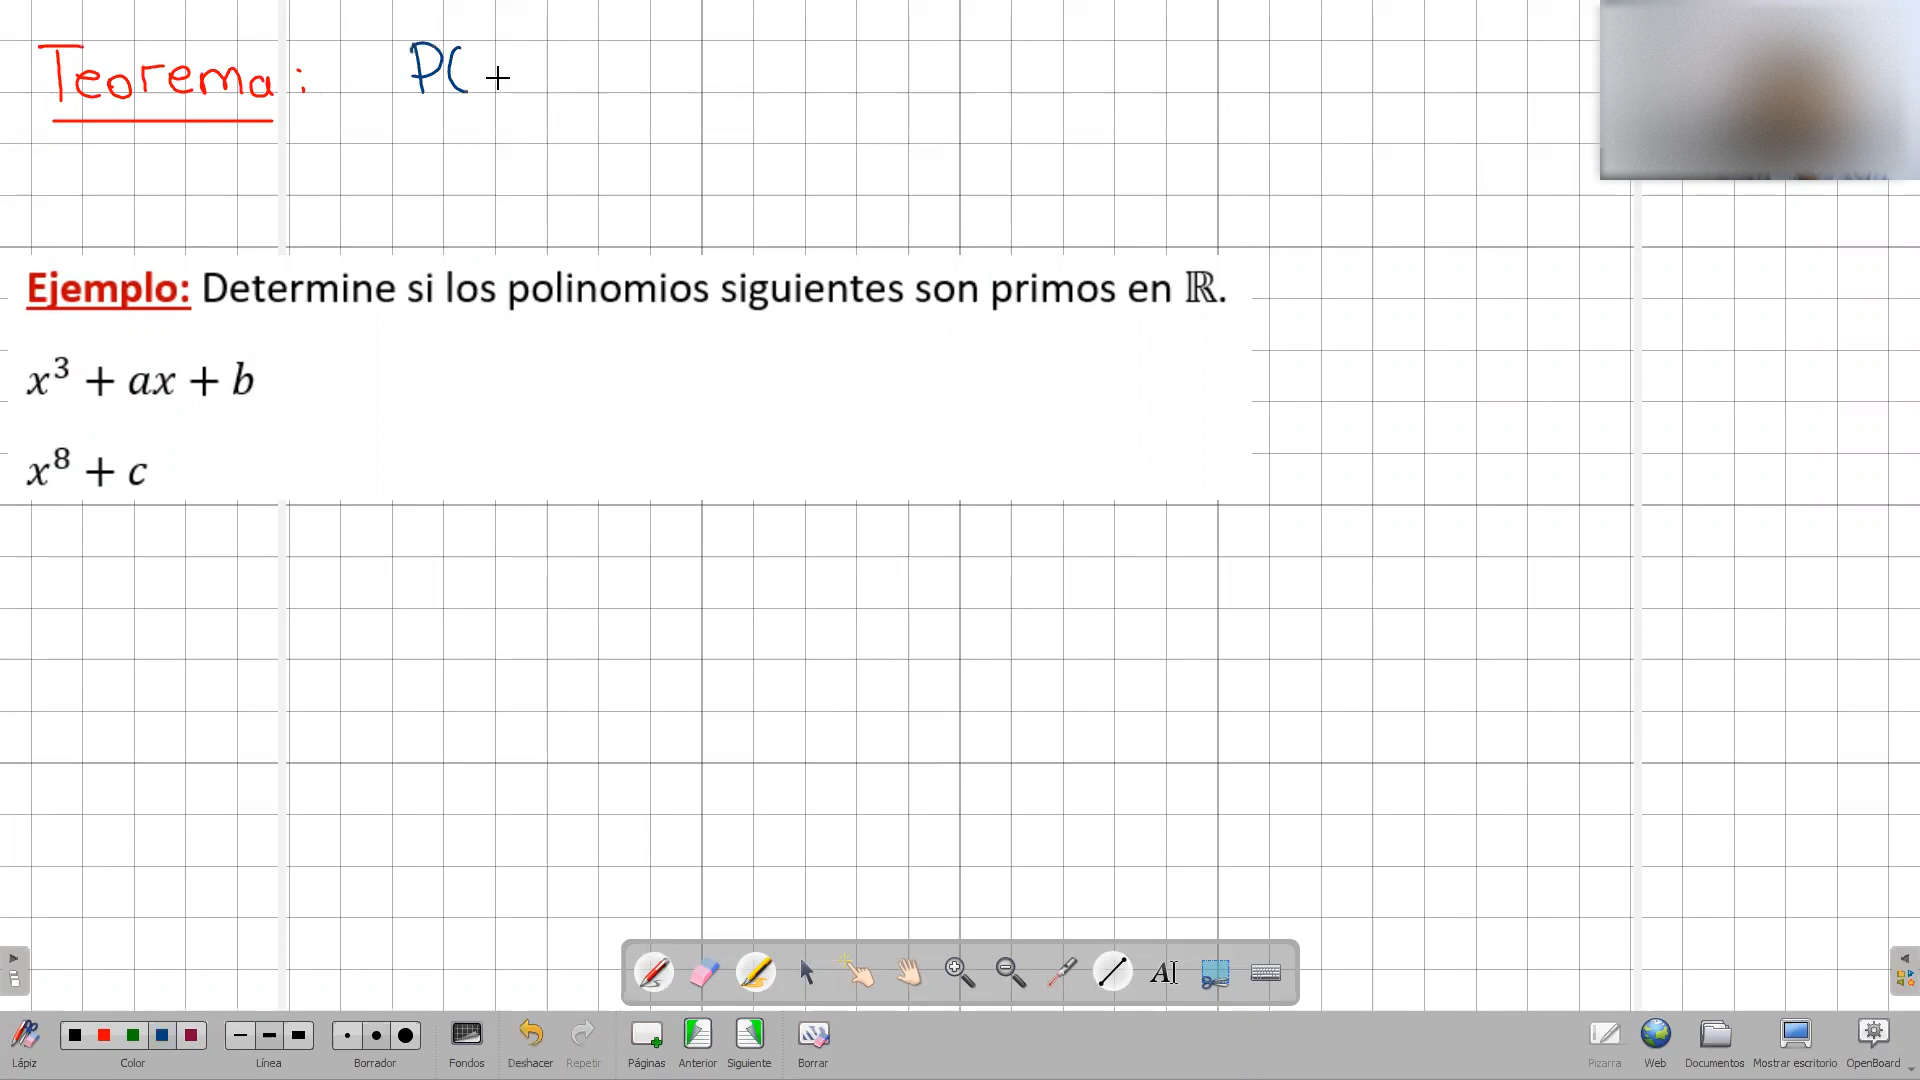 Teorema: P(
Ejemplo: Determine si los polinomios siguientes son primos en ℝ.
x³ + ax + b
x⁸ + c
AI
Lápiz Color Línea Borrador Fondos Deshacer Repetir Páginas Anterior Siguiente Borrar Pizarra Web Documentos Mostrar escritorio OpenBoard